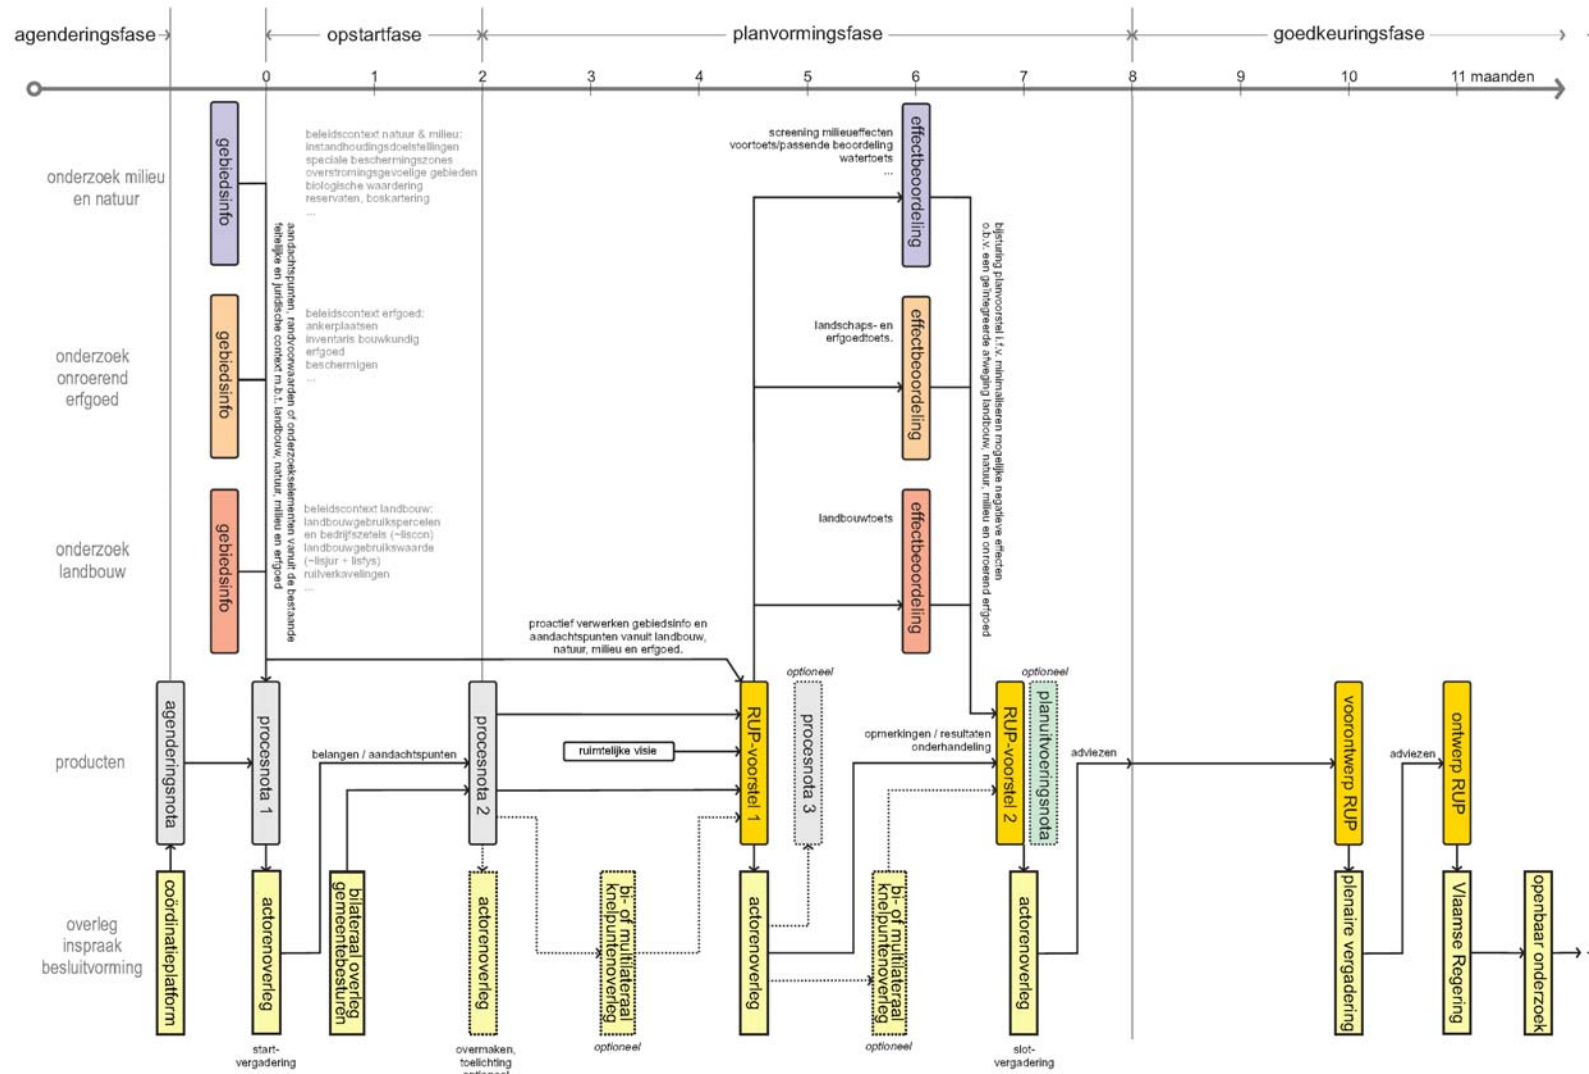 agenderingsfase
opstartfase
planvormingsfase
goedkeuringsfase
0
1
2
3
4
5
6
7
8
9
10
11 maanden
onderzoek milieu
en natuur
gebiedsinfo
beleidscontext natuur & milieu:
instandhoudingsdoelstellingen
speciale beschermingszones
overstromingsgevoelige gebieden
biologische waardering
reservaten, boskartering
...
screening milieueffecten
voortoets/passende beoordeling
watertoets
...
effectbeoordeling
aandachtspunten, randvoorwaarden of onderzoekselementen vanuit de bestaande
feitelijke en juridische context m.b.t. landbouw, natuur, milieu en erfgoed
bijsturing planvoorstel i.f.v. minimaliseren mogelijke negatieve effecten
o.b.v. een geïntegreerde afweging landbouw, natuur, milieu en onroerend erfgoed
onderzoek
onroerend
erfgoed
gebiedsinfo
beleidscontext erfgoed:
ankerplaatsen
inventaris bouwkundig
erfgoed
beschermigen
...
landschaps- en
erfgoedtoets.
effectbeoordeling
onderzoek
landbouw
gebiedsinfo
beleidscontext landbouw:
landbouwgebruikspercelen
en bedrijfszetels (~liscon)
landbouwgebruikswaarde
(~lisjur + lisfys)
ruilverkavelingen
...
landbouwtoets
effectbeoordeling
proactief verwerken gebiedsinfo en
aandachtspunten vanuit landbouw,
natuur, milieu en erfgoed.
producten
agenderingsnota
procesnota 1
belangen / aandachtspunten
procesnota 2
ruimtelijke visie
RUP-voorstel 1
optioneel
procesnota 3
opmerkingen / resultaten
onderhandeling
RUP-voorstel 2
optioneel
planuitvoeringsnota
adviezen
voorontwerp RUP
adviezen
ontwerp RUP
overleg
inspraak
besluitvorming
coördinatieplatform
actorenoverleg
start-
vergadering
bilateraal overleg
gemeentebesturen
actorenoverleg
overmaken,
toelichting
optioneel
bi- of multilateraal
knelpuntenoverleg
optioneel
actorenoverleg
bi- of multilateraal
knelpuntenoverleg
optioneel
actorenoverleg
slot-
vergadering
plenaire vergadering
Vlaamse Regering
openbaar onderzoek